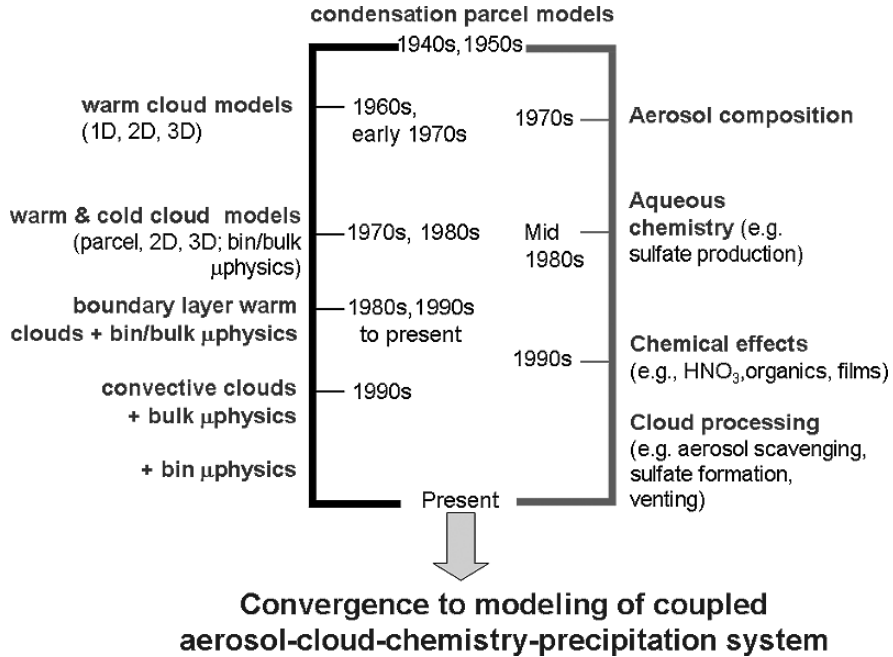 condensation parcel models
1940s, 1950s
warm cloud models
(1D, 2D, 3D)
1960s,
early 1970s
warm & cold cloud models
(parcel, 2D, 3D; bin/bulk
μphysics)
1970s, 1980s
boundary layer warm
clouds + bin/bulk μphysics
1980s,1990s
to present
convective clouds
+ bulk μphysics
1990s
+ bin μphysics
1970s
Aerosol composition
Mid
1980s
Aqueous
chemistry (e.g.
sulfate production)
1990s
Chemical effects
(e.g., HNO₃,organics, films)
Cloud processing
(e.g. aerosol scavenging,
sulfate formation,
venting)
Present
Convergence to modeling of coupled
aerosol-cloud-chemistry-precipitation system